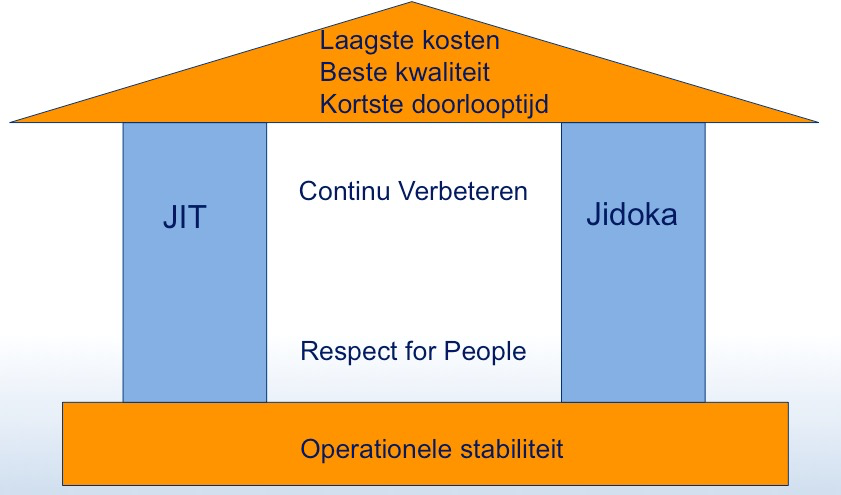 Laagste kosten
Beste kwaliteit
Kortste doorlooptijd
Continu Verbeteren
JIT
Jidoka
Respect for People
Operationele stabiliteit